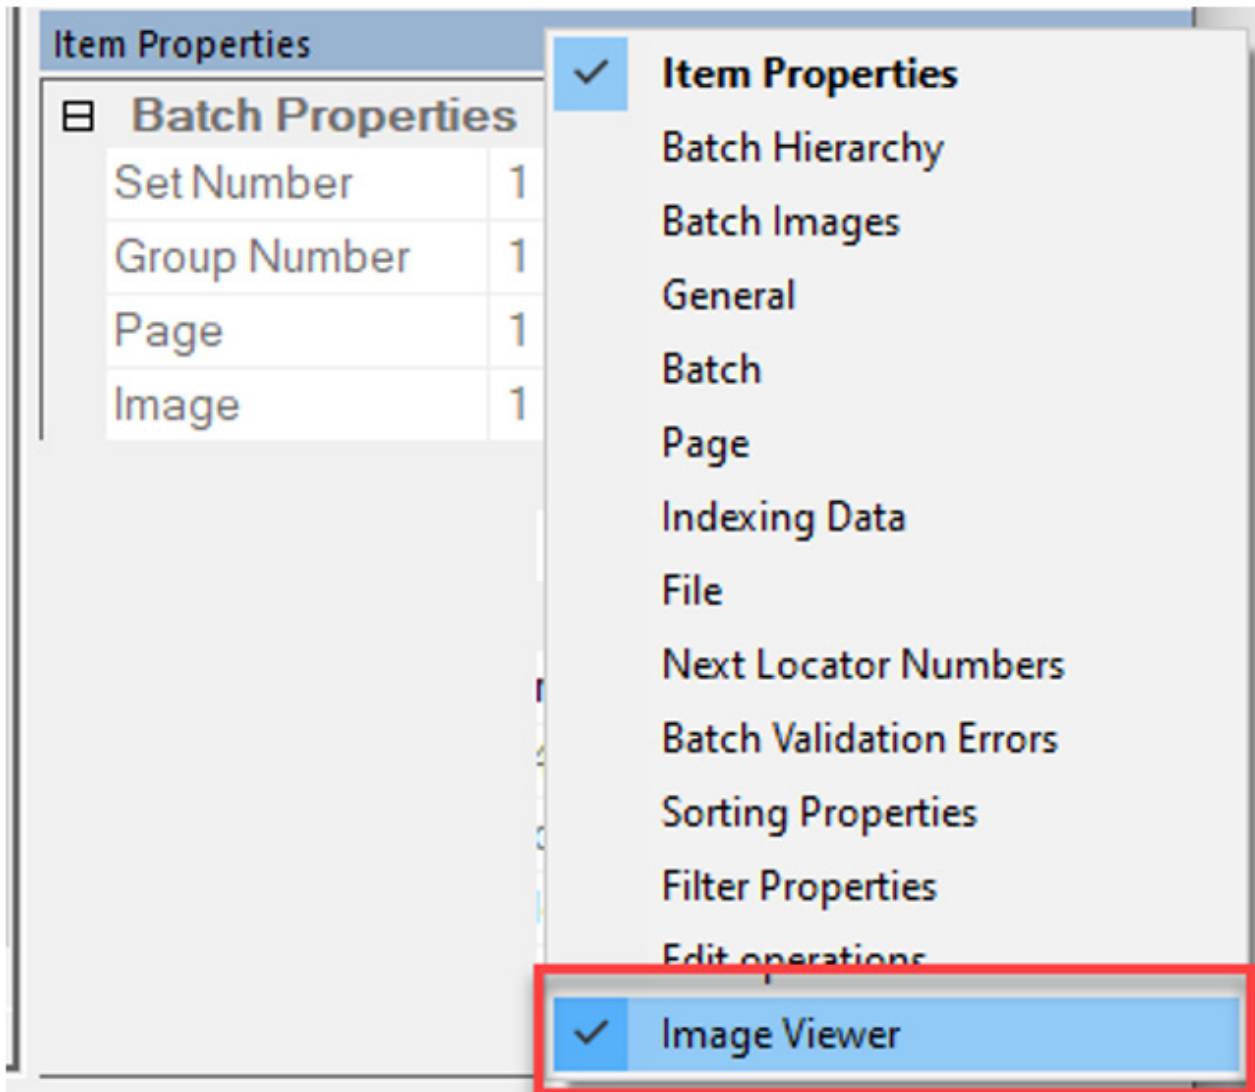 Item Properties
Batch Properties
Set Number 1
Group Number 1
Page 1
Image 1
Item Properties
Batch Hierarchy
Batch Images
General
Batch
Page
Indexing Data
File
Next Locator Numbers
Batch Validation Errors
Sorting Properties
Filter Properties
Edit operations
Image Viewer